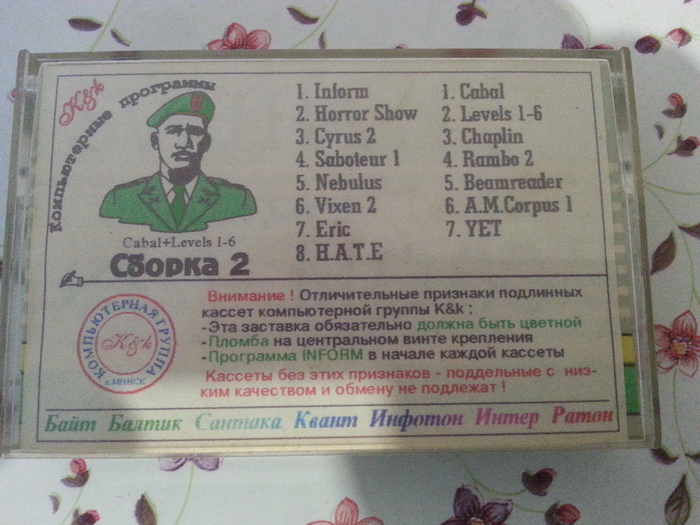 K&k
Компьютерные программы
Cabal+Levels 1-6
Сборка 2
1. Inform
2. Horror Show
3. Cyrus 2
4. Saboteur 1
5. Nebulus
6. Vixen 2
7. Eric
8. H.A.T.E
1. Cabal
2. Levels 1-6
3. Chaplin
4. Rambo 2
5. Beamreader
6. A.M.Corpus 1
7. YET
КОМПЬЮТЕРНАЯ ГРУППА
K&k
г.МИНСК
Внимание ! Отличительные признаки подлинных
кассет компьютерной группы K&k :
-Эта заставка обязательно должна быть цветной
-Пломба на центральном винте крепления
-Программа INFORM в начале каждой кассеты
Кассеты без этих признаков - поддельные с низ-
ким качеством и обмену не подлежат !
Байт Балтик Сантака Квант Инфотон Интер Ратон